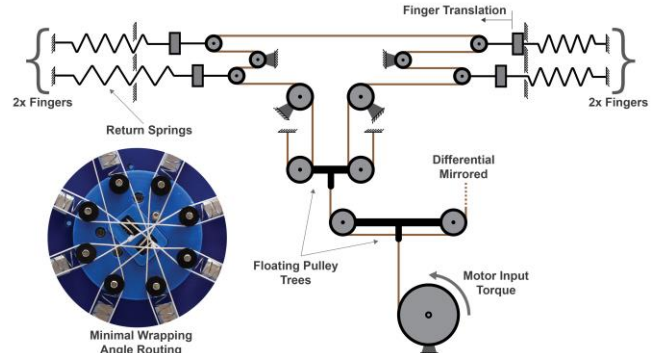 Finger Translation
2x Fingers
2x Fingers
Return Springs
Differential
Mirrored
Floating Pulley
Trees
Motor Input
Torque
Minimal Wrapping
Angle Routing